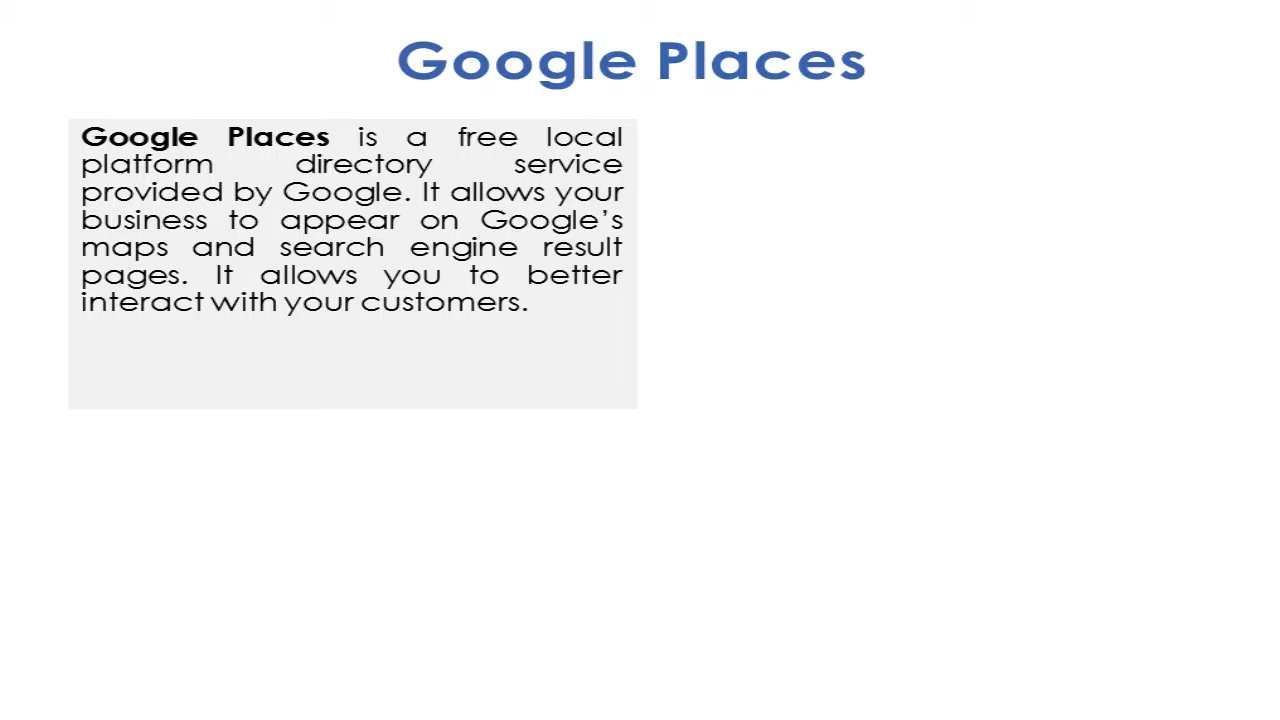 Google Places
Google Places is a free local
platform directory service
provided by Google. It allows your
business to appear on Google’s
maps and search engine result
pages. It allows you to better
interact with your customers.